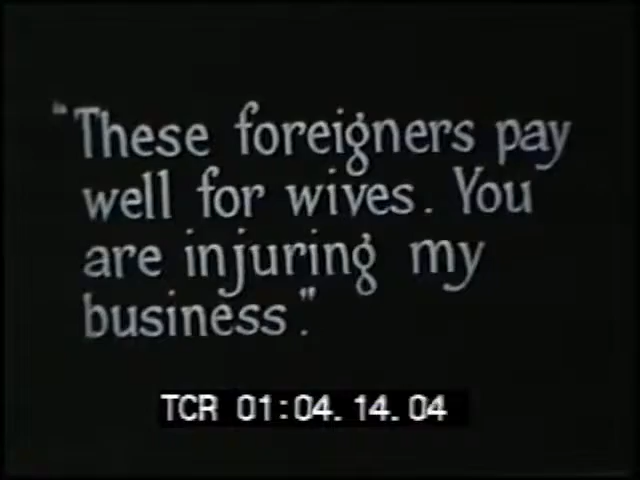 "These foreigners pay
well for wives. You
are injuring my
business."
TCR 01:04.14.04